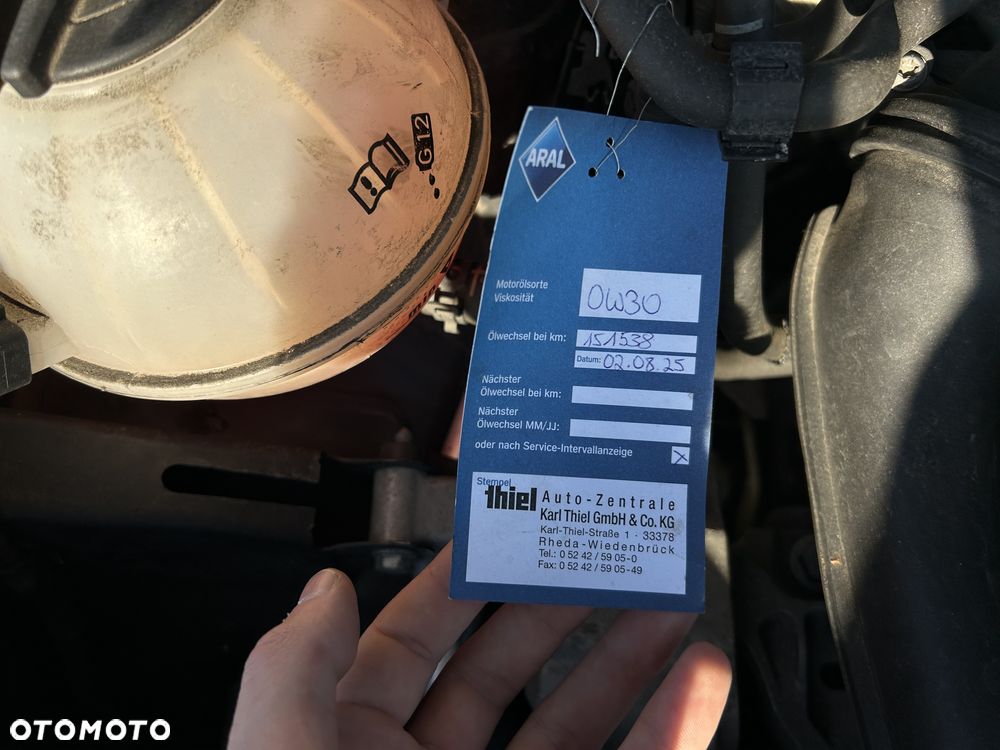 G12
ARAL
Motorölsorte
Viskosität
0W30
Ölwechsel bei km: 151538
Datum: 02.08.25
Nächster
Ölwechsel bei km:
Nächster
Ölwechsel MM/JJ:
oder nach Service-Intervallanzeige X
Stempel
thiel Auto-Zentrale
Karl Thiel GmbH & Co. KG
Karl-Thiel-Straße 1 · 33378
Rheda-Wiedenbrück
Tel.: 0 52 42 / 59 05-0
Fax: 0 52 42 / 59 05-49
OTOMOTO